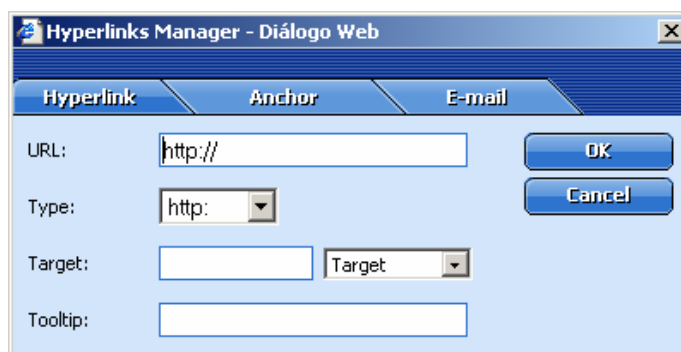 Hyperlinks Manager - Diálogo Web
Hyperlink Anchor E-mail
URL: http:// OK
Cancel
Type: http:
Target: Target
Tooltip: